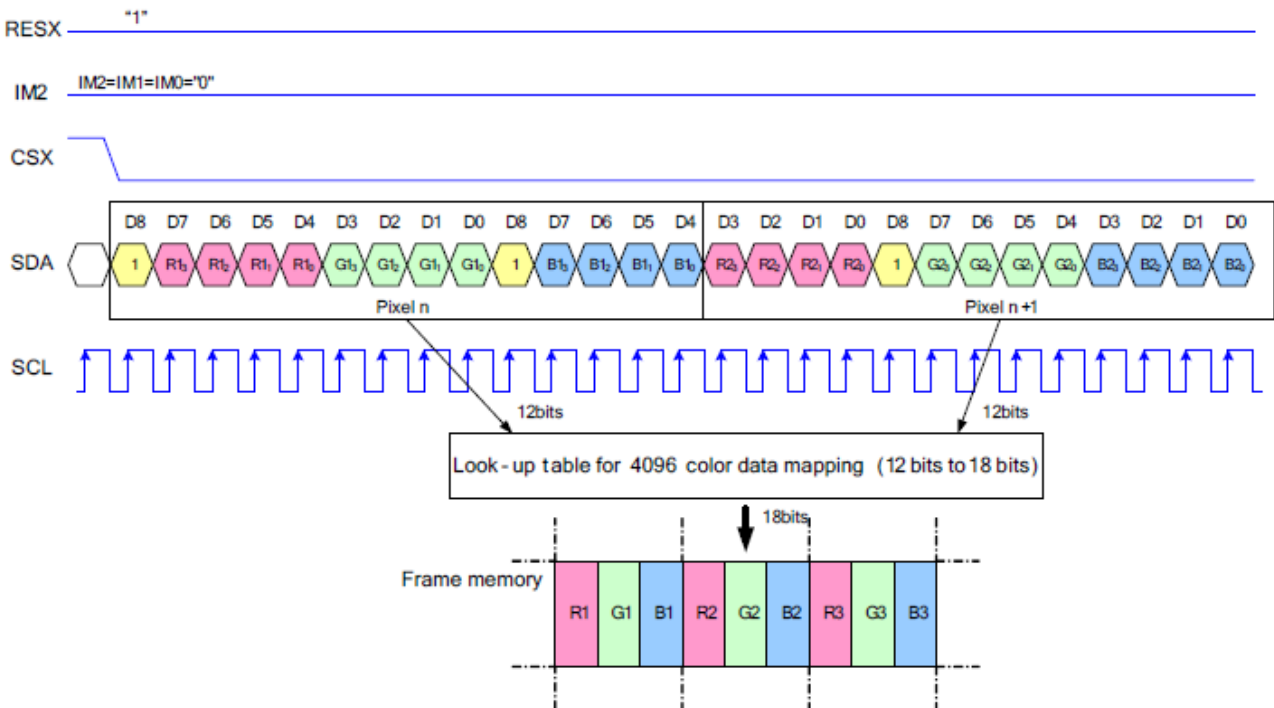 "1"
RESX
IM2=IM1=IM0="0"
IM2
CSX
D8 D7 D6 D5 D4 D3 D2 D1 D0 D8 D7 D6 D5 D4 D3 D2 D1 D0 D8 D7 D6 D5 D4 D3 D2 D1 D0
SDA 1 R1₃ R1₂ R1₁ R1₀ G1₃ G1₂ G1₁ G1₀ 1 B1₃ B1₂ B1₁ B1₀ R2₃ R2₂ R2₁ R2₀ 1 G2₃ G2₂ G2₁ G2₀ B2₃ B2₂ B2₁ B2₀
Pixel n Pixel n+1
SCL
12bits 12bits
Look-up table for 4096 color data mapping (12 bits to 18 bits)
18bits
Frame memory
R1 G1 B1 R2 G2 B2 R3 G3 B3